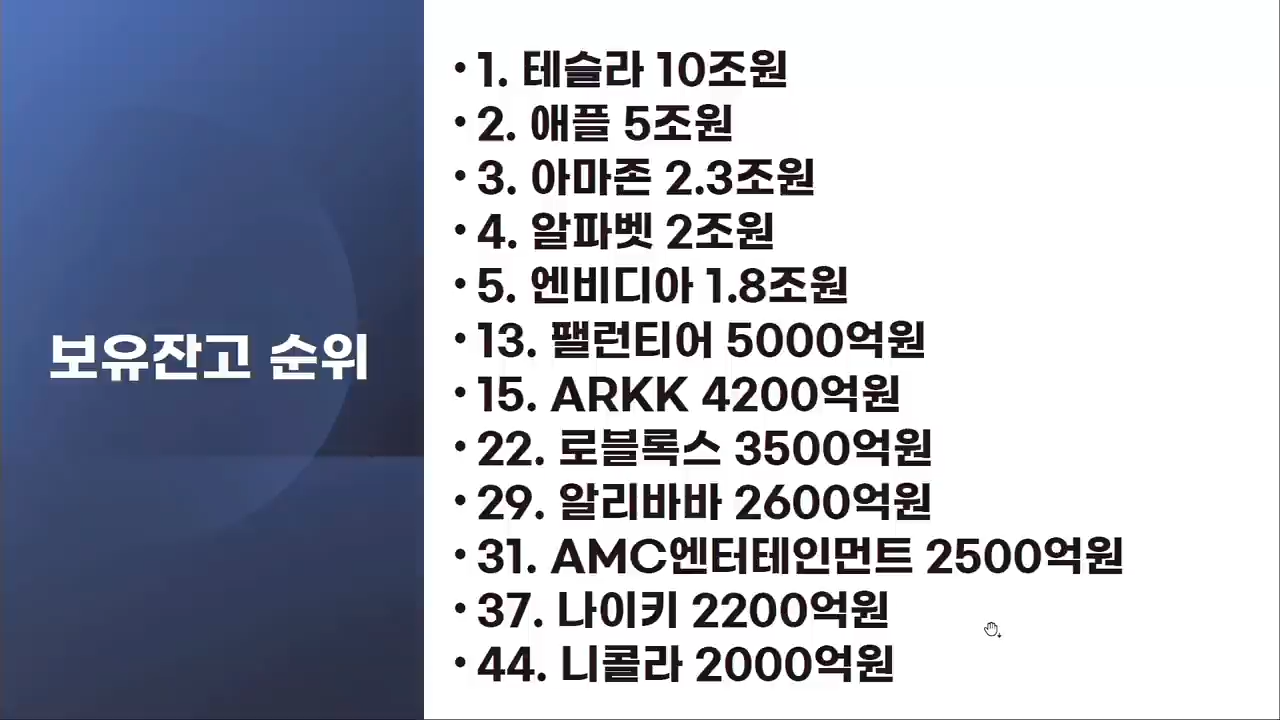 보유잔고 순위
• 1. 테슬라 10조원
• 2. 애플 5조원
• 3. 아마존 2.3조원
• 4. 알파벳 2조원
• 5. 엔비디아 1.8조원
• 13. 팰런티어 5000억원
• 15. ARKK 4200억원
• 22. 로블록스 3500억원
• 29. 알리바바 2600억원
• 31. AMC엔터테인먼트 2500억원
• 37. 나이키 2200억원
• 44. 니콜라 2000억원